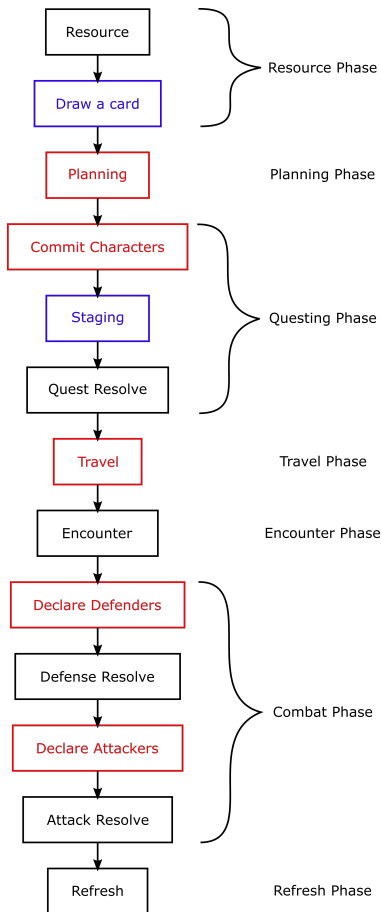 Resource
Resource Phase
Draw a card
Planning
Planning Phase
Commit Characters
Staging
Questing Phase
Quest Resolve
Travel
Travel Phase
Encounter
Encounter Phase
Declare Defenders
Defense Resolve
Combat Phase
Declare Attackers
Attack Resolve
Refresh
Refresh Phase